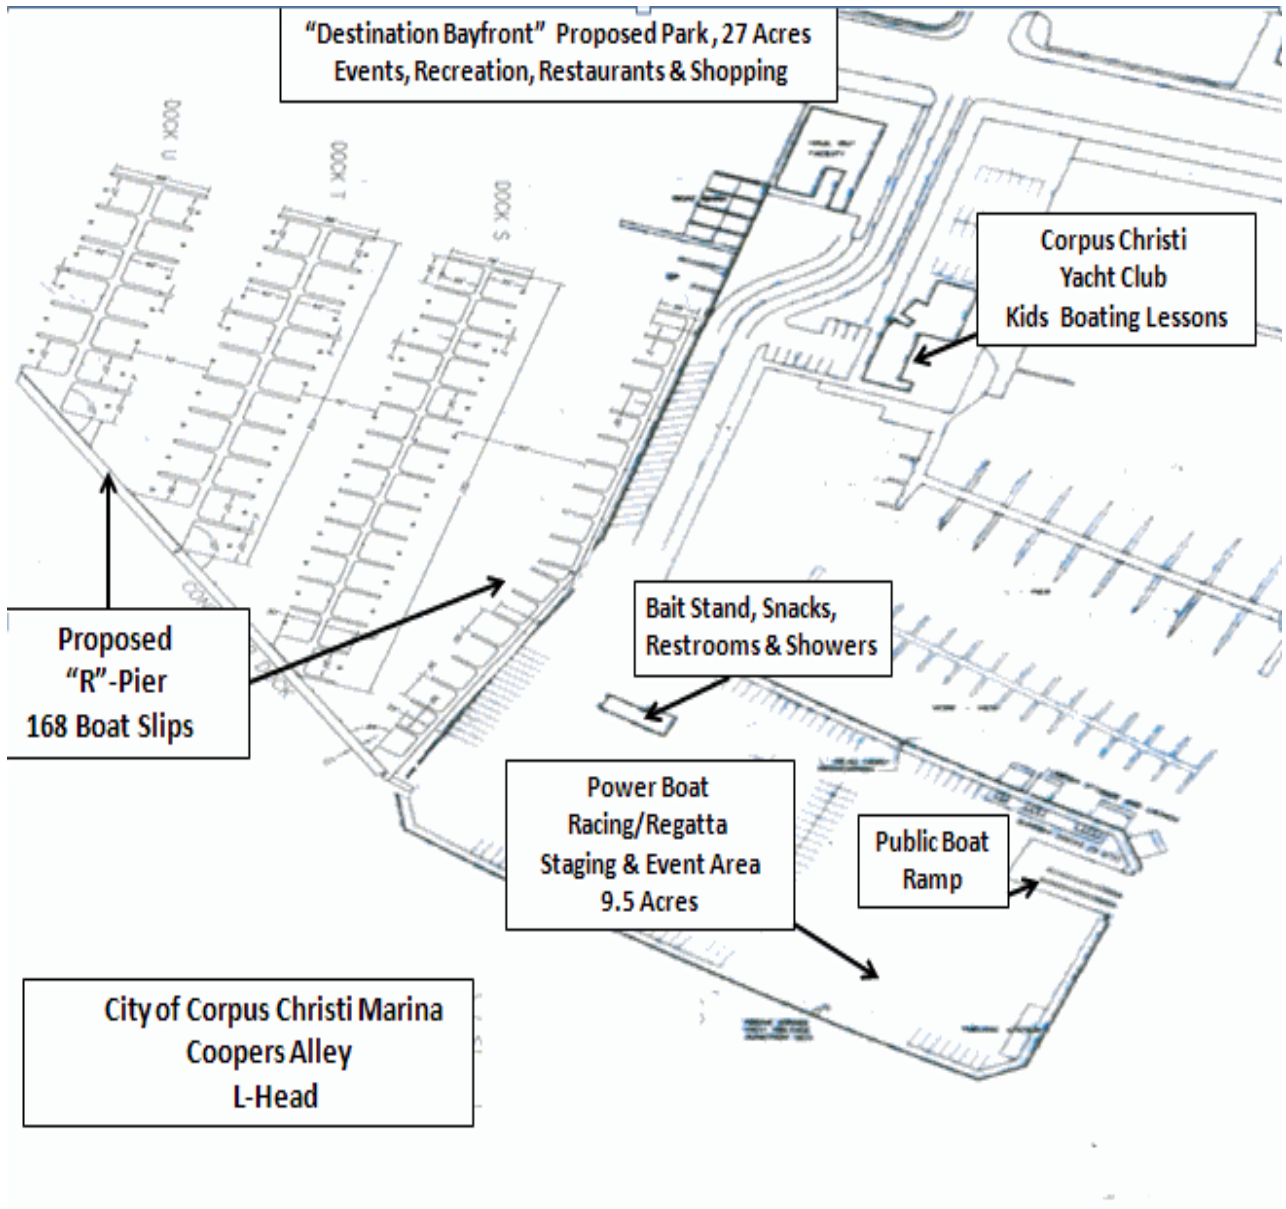 “Destination Bayfront” Proposed Park, 27 Acres
Events, Recreation, Restaurants & Shopping
DOCK U
DOCK T
DOCK S
Corpus Christi
Yacht Club
Kids Boating Lessons
Proposed
“R”-Pier
168 Boat Slips
Bait Stand, Snacks,
Restrooms & Showers
Power Boat
Racing/Regatta
Staging & Event Area
9.5 Acres
Public Boat
Ramp
City of Corpus Christi Marina
Coopers Alley
L-Head